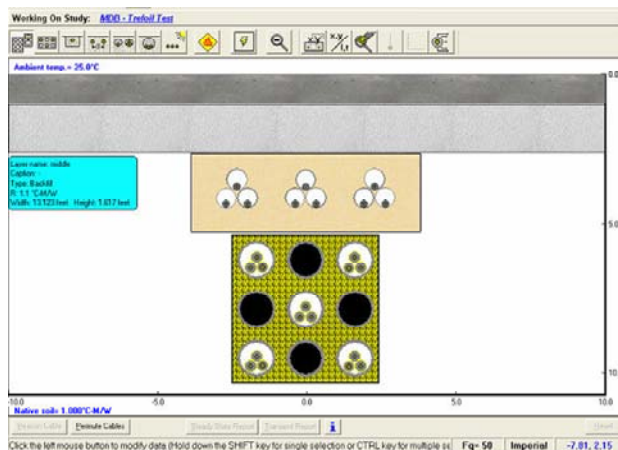 Working On Study: MDB - Trefoil Test
Ambient temp.= 25.0°C
0.0
Layer name: middle
Caption: -
Type: Backfill
R: 1.1 °C-M/W
Width: 13.123 feet Height: 1.617 feet
5.0
10.
-10.0 -5.0 0.0 5.0 10.0
Native soil= 1.000°C-M/W
Permute Cables Steady State Report Transient Report i Reset
Click the left mouse button to modify data (Hold down the SHIFT key for single selection or CTRL key for multiple se Fq= 50 Imperial -7.81, 2.15